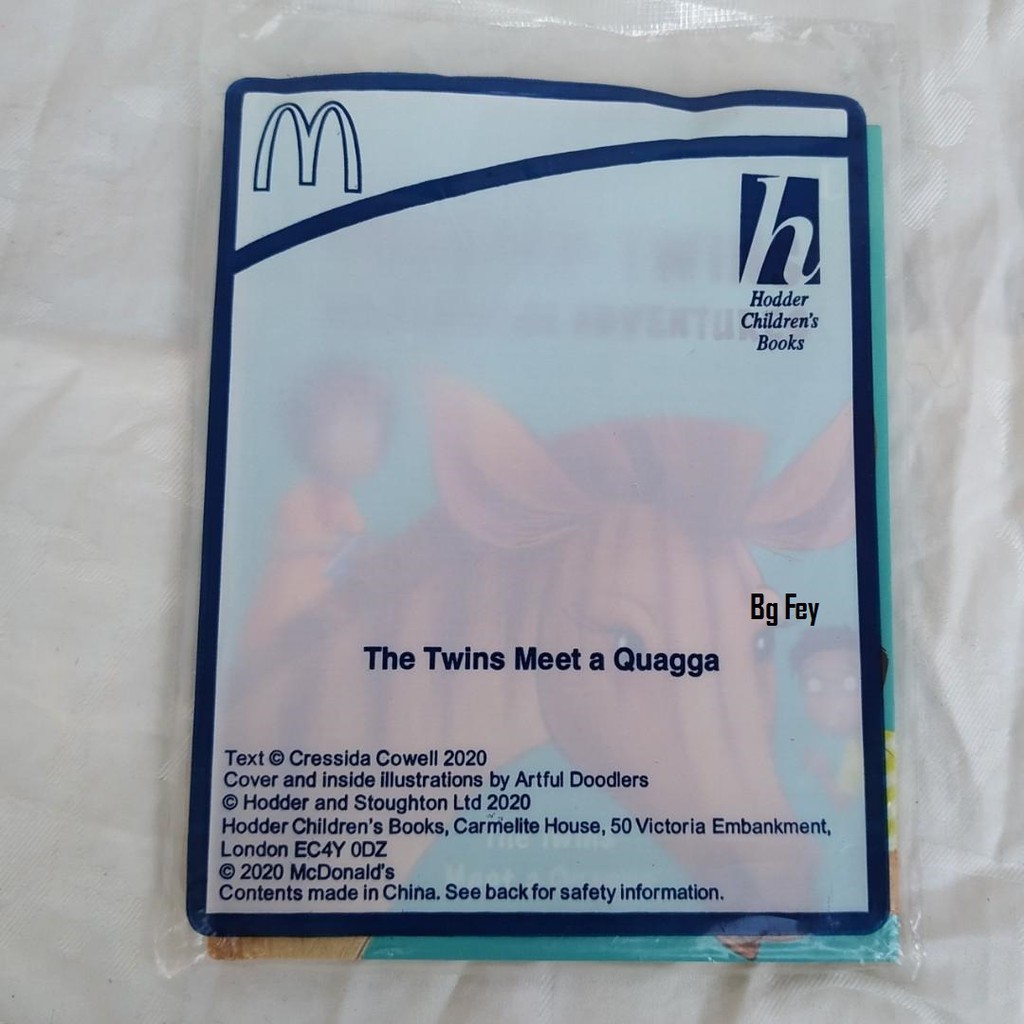 M
h
Hodder
Children's
Books
Bg Fey
The Twins Meet a Quagga
Text © Cressida Cowell 2020
Cover and inside illustrations by Artful Doodlers
© Hodder and Stoughton Ltd 2020
Hodder Children's Books, Carmelite House, 50 Victoria Embankment,
London EC4Y 0DZ
© 2020 McDonald's
Contents made in China. See back for safety information.